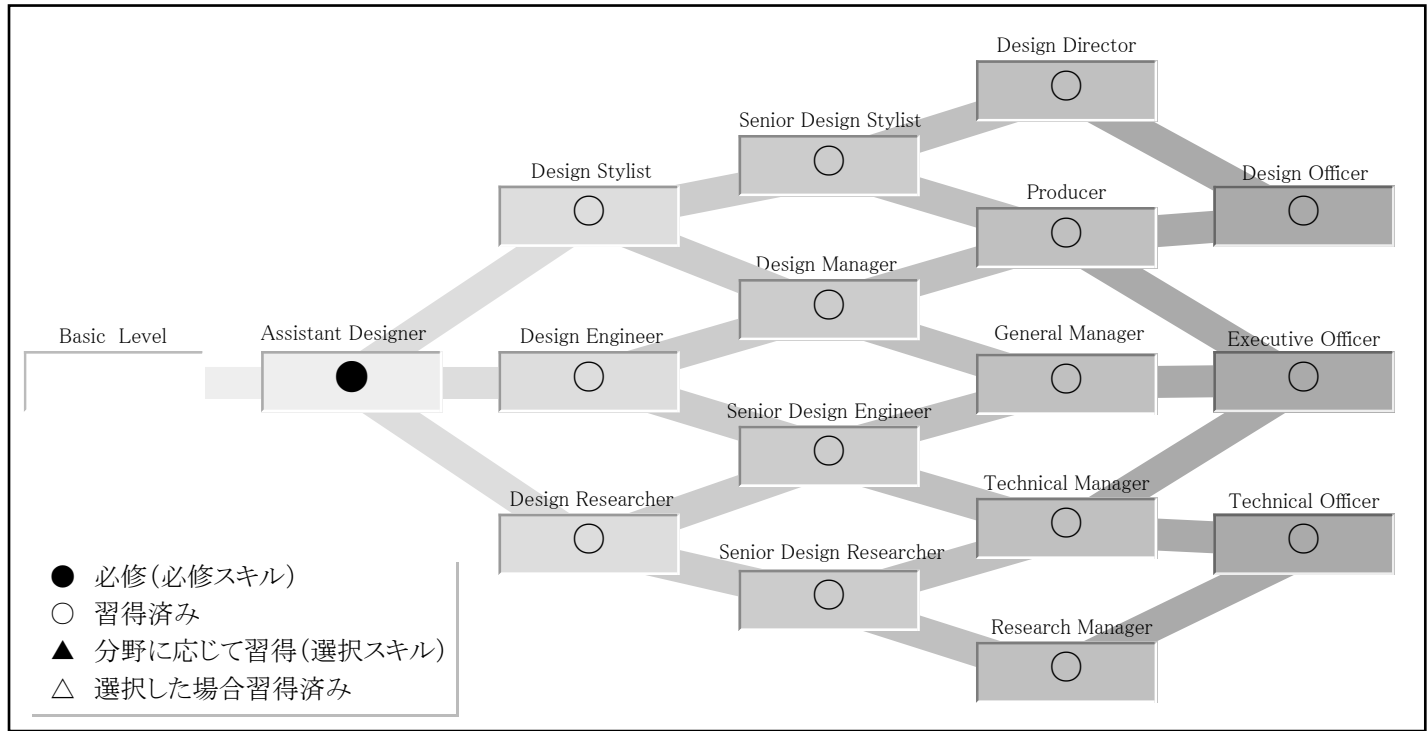 Design Director
Senior Design Stylist
Design Stylist
Design Officer
Producer
Design Manager
Basic Level
Assistant Designer
Design Engineer
General Manager
Executive Officer
Senior Design Engineer
Design Researcher
Technical Manager
Technical Officer
Senior Design Researcher
Research Manager
● 必修(必修スキル)
○ 習得済み
▲ 分野に応じて習得(選択スキル)
△ 選択した場合習得済み